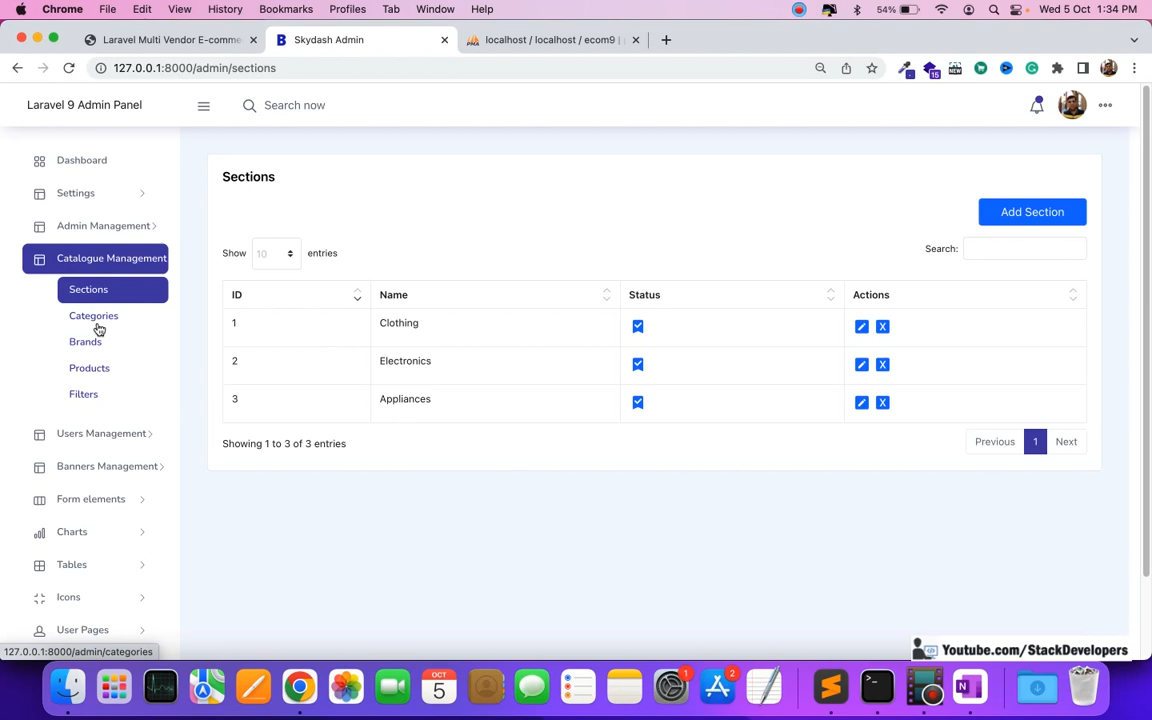 Chrome File Edit View History Bookmarks Profiles Tab Window Help 54% Wed 5 Oct 1:34 PM
Laravel Multi Vendor E-comme Skydash Admin localhost / localhost / ecom9 |
127.0.0.1:8000/admin/sections
15
NEW
Laravel 9 Admin Panel
Search now
Dashboard
Settings
Admin Management
Catalogue Management
Sections
Categories
Brands
Products
Filters
Users Management
Banners Management
Form elements
Charts
Tables
Icons
User Pages
Sections
Add Section
Show 10 entries
Search:
ID Name Status Actions
1 Clothing
2 Electronics
3 Appliances
Showing 1 to 3 of 3 entries
Previous 1 Next
127.0.0.1:8000/admin/categories
Youtube.com/StackDevelopers
OCT
5
1
2